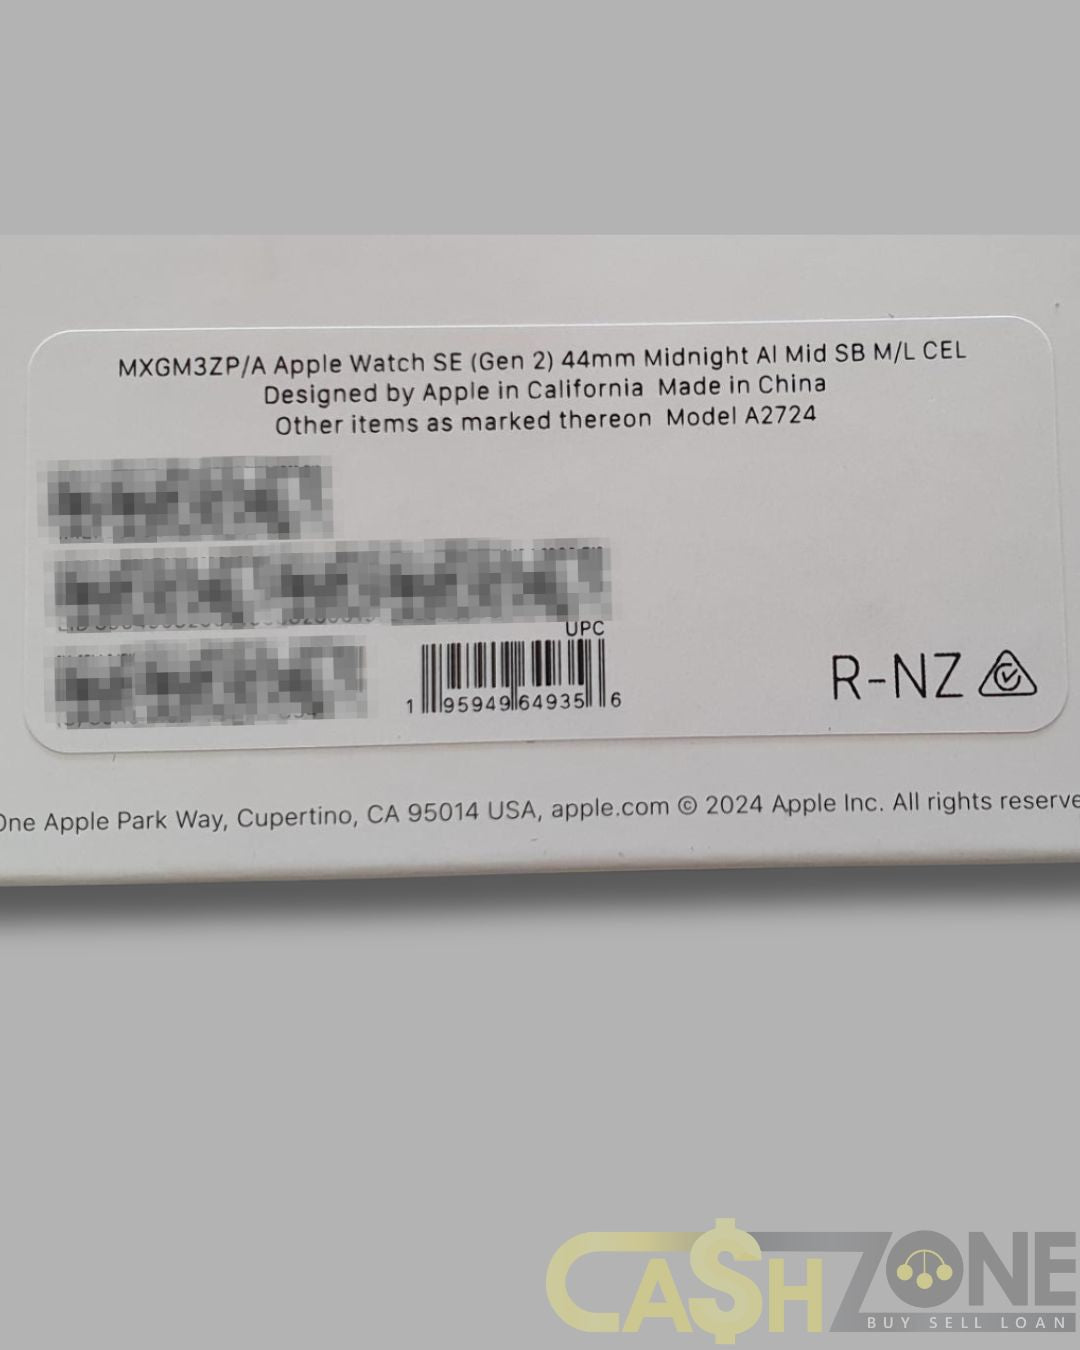 MXGM3ZP/A Apple Watch SE (Gen 2) 44mm Midnight Al Mid SB M/L CEL
Designed by Apple in California Made in China
Other items as marked thereon Model A2724
UPC
1 95949 64935 6
R-NZ
One Apple Park Way, Cupertino, CA 95014 USA, apple.com © 2024 Apple Inc. All rights reserve
CA$HZONE
BUY SELL LOAN